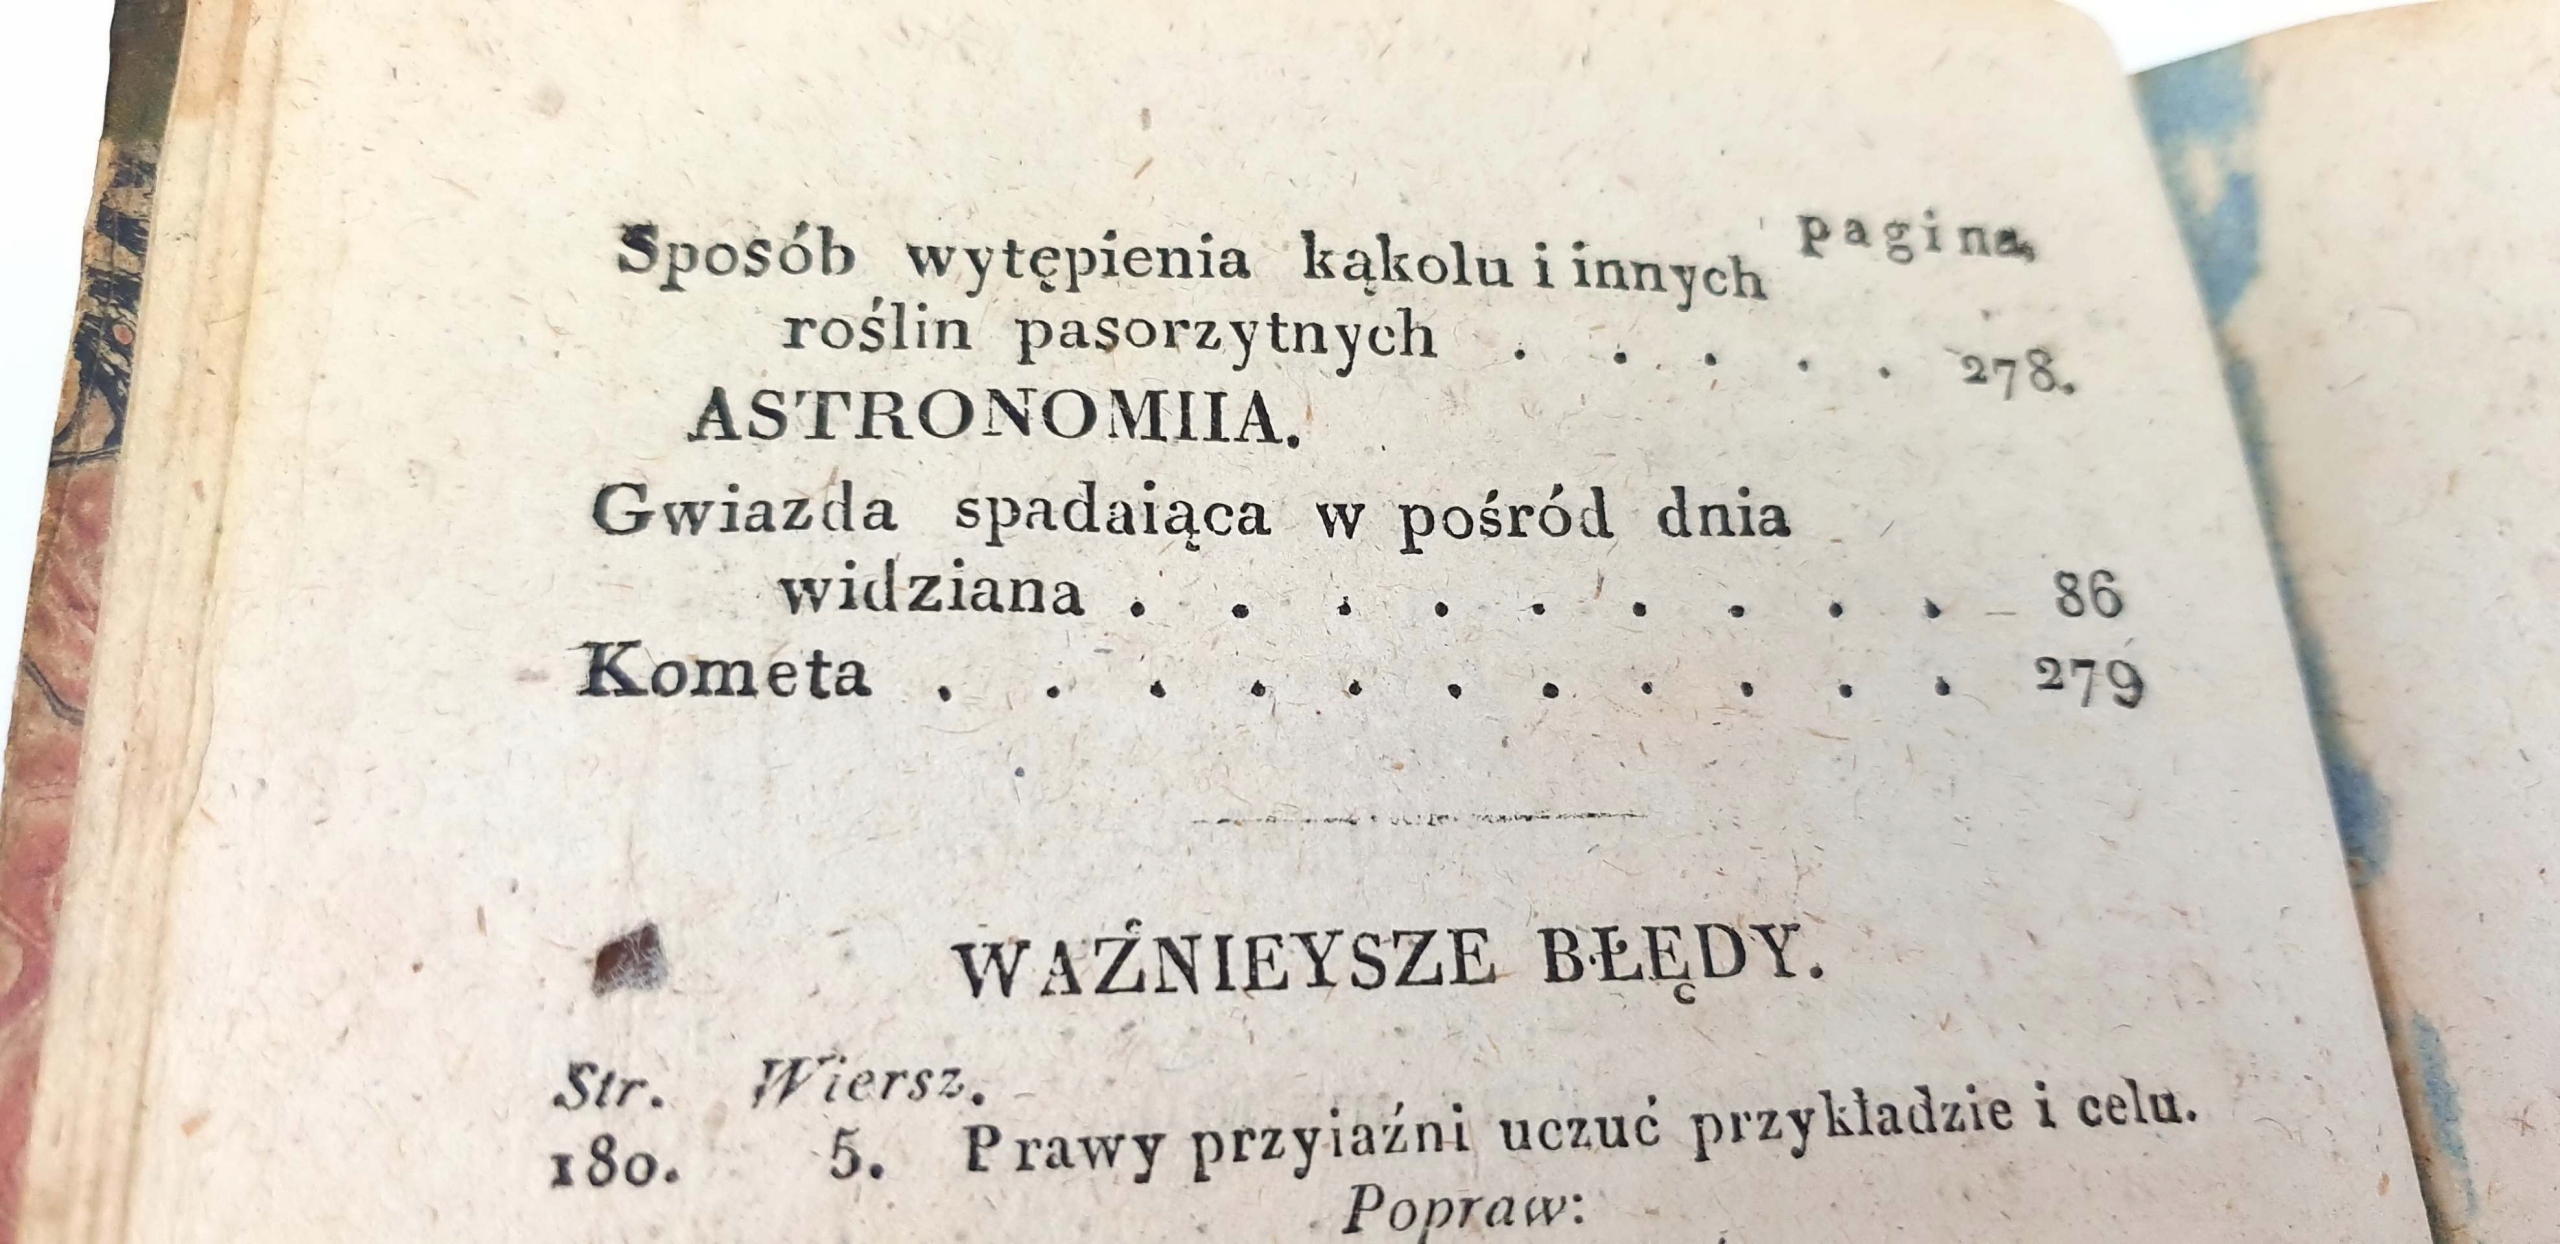 pagina,
Sposób wytępienia kąkolu i innych
roślin pasorzytnych . . . . . 278.
ASTRONOMIIA.
Gwiazda spadaiąca w pośród dnia
widziana . . . . . . . . . 86
Kometa . . . . . . . . . . . 279
WAŹNIEYSZE BŁĘDY.
Str. Wiersz.
180. 5. Prawy przyiaźni uczuć przykładzie i celu.
Popraw: